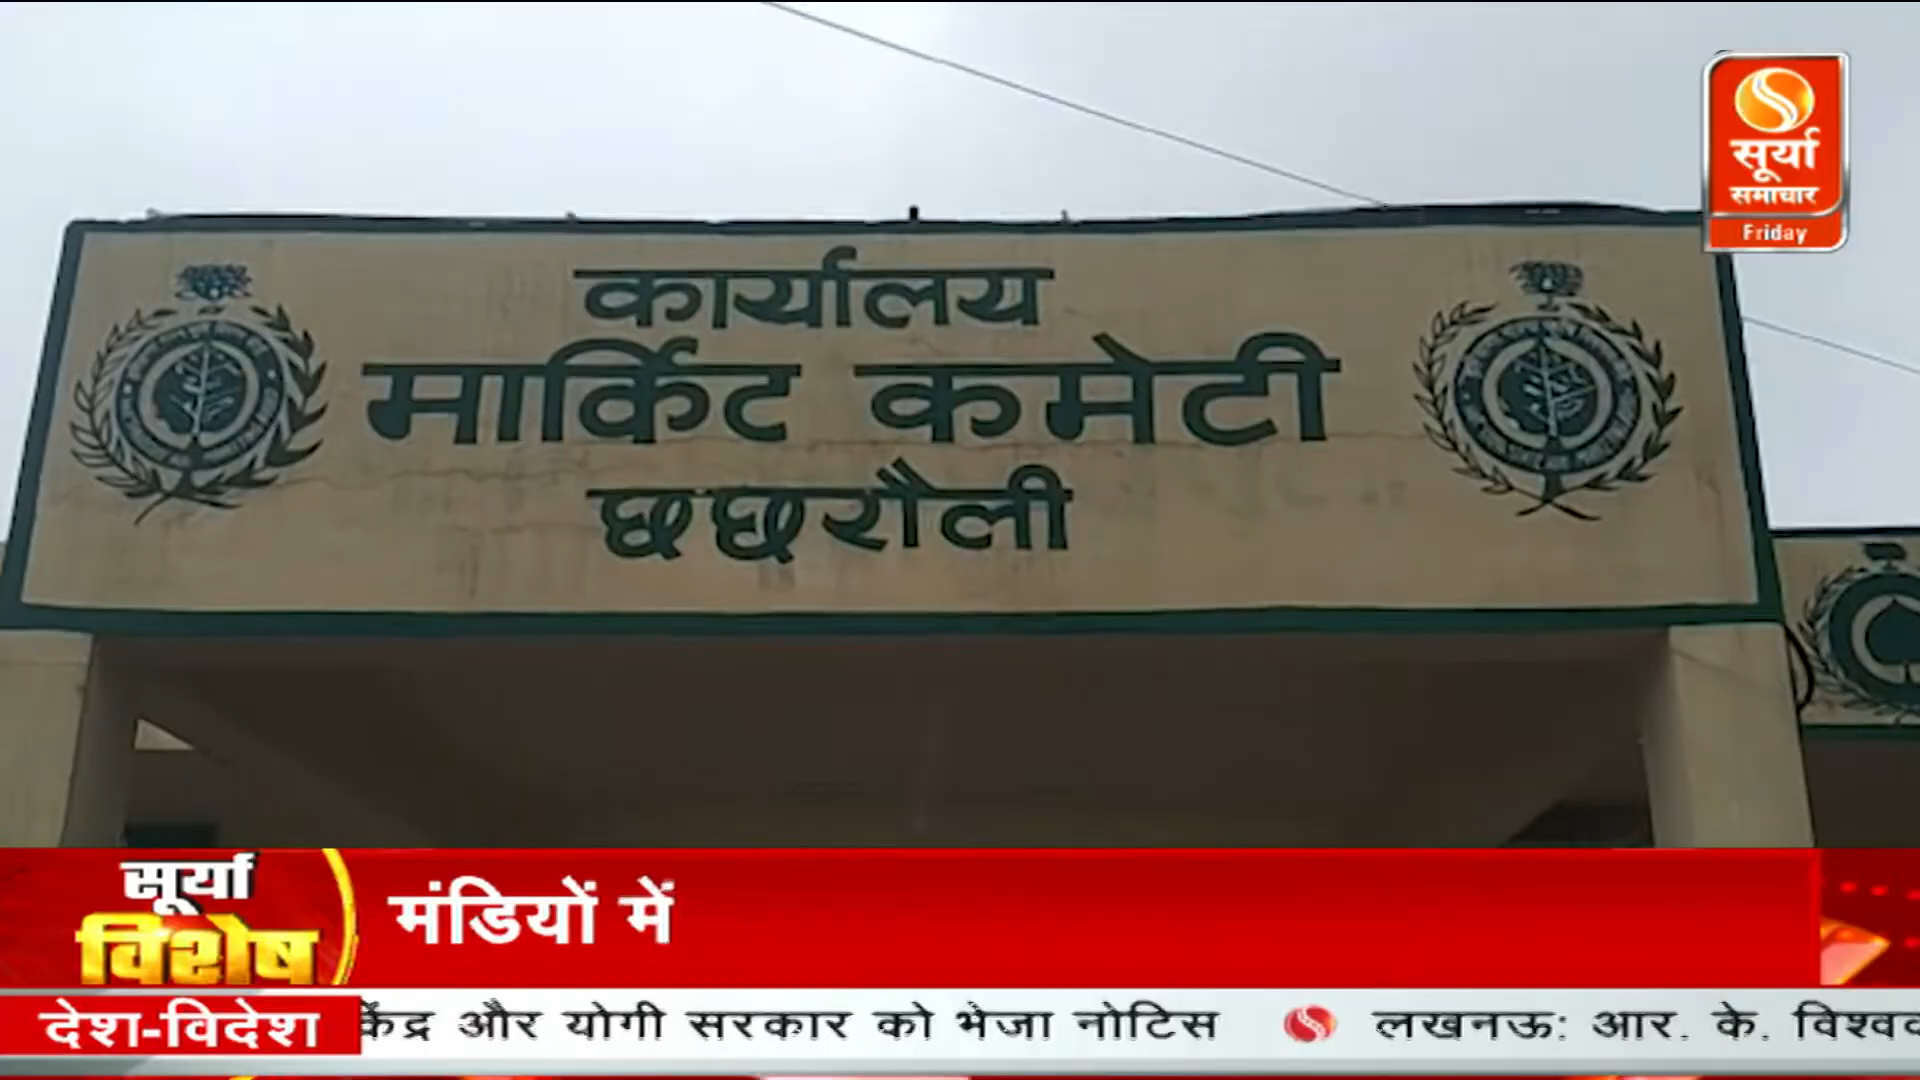 सूर्या
समाचार
Friday
कार्यालय
मार्किट कमेटी
छछरौली
सूर्या
विशेष
मंडियों में
देश-विदेश
केंद्र और योगी सरकार को भेजा नोटिस
लखनऊ: आर. के.